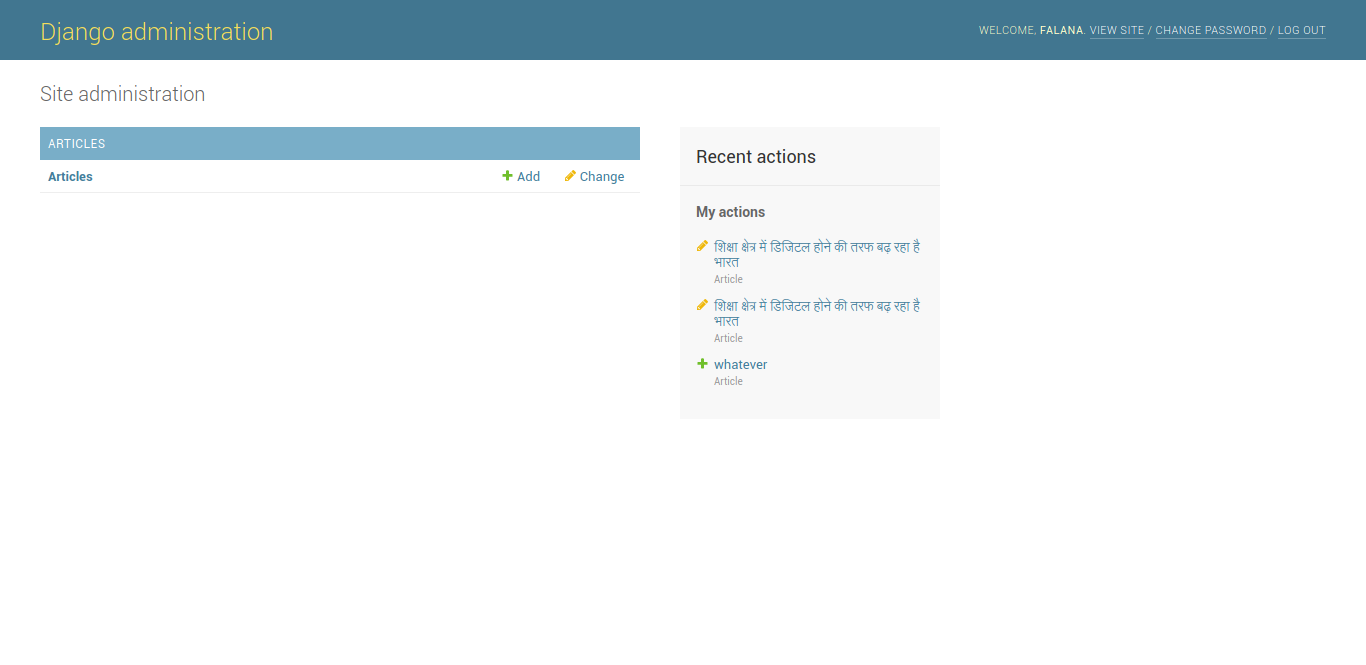 Django administration
WELCOME, FALANA. VIEW SITE / CHANGE PASSWORD / LOG OUT
Site administration
ARTICLES
Articles Add Change
Recent actions
My actions
शिक्षा क्षेत्र में डिजिटल होने की तरफ बढ़ रहा है
भारत
Article
शिक्षा क्षेत्र में डिजिटल होने की तरफ बढ़ रहा है
भारत
Article
whatever
Article